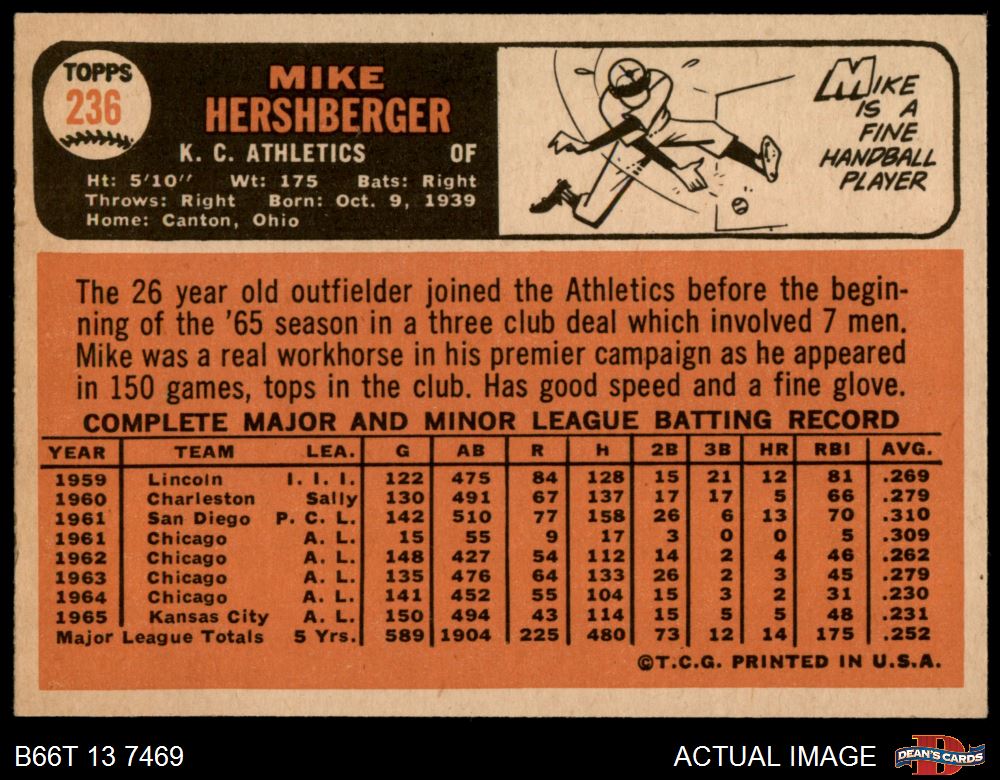 TOPPS
236
MIKE
HERSHBERGER
K. C. ATHLETICS OF
Ht: 5'10" Wt: 175 Bats: Right
Throws: Right Born: Oct. 9, 1939
Home: Canton, Ohio
MIKE
IS A
FINE
HANDBALL
PLAYER
The 26 year old outfielder joined the Athletics before the begin-
ning of the '65 season in a three club deal which involved 7 men.
Mike was a real workhorse in his premier campaign as he appeared
in 150 games, tops in the club. Has good speed and a fine glove.
COMPLETE MAJOR AND MINOR LEAGUE BATTING RECORD
YEAR TEAM LEA. G AB R H 2B 3B HR RBI AVG.
1959 Lincoln I. I. I. 122 475 84 128 15 21 12 81 .269
1960 Charleston Sally 130 491 67 137 17 17 5 66 .279
1961 San Diego P. C. L. 142 510 77 158 26 6 13 70 .310
1961 Chicago A. L. 15 55 9 17 3 0 0 5 .309
1962 Chicago A. L. 148 427 54 112 14 2 4 46 .262
1963 Chicago A. L. 135 476 64 133 26 2 3 45 .279
1964 Chicago A. L. 141 452 55 104 15 3 2 31 .230
1965 Kansas City A. L. 150 494 43 114 15 5 5 48 .231
Major League Totals 5 Yrs. 589 1904 225 480 73 12 14 175 .252
©T.C.G. PRINTED IN U.S.A.
B66T 13 7469 ACTUAL IMAGE DEAN'S CARDS